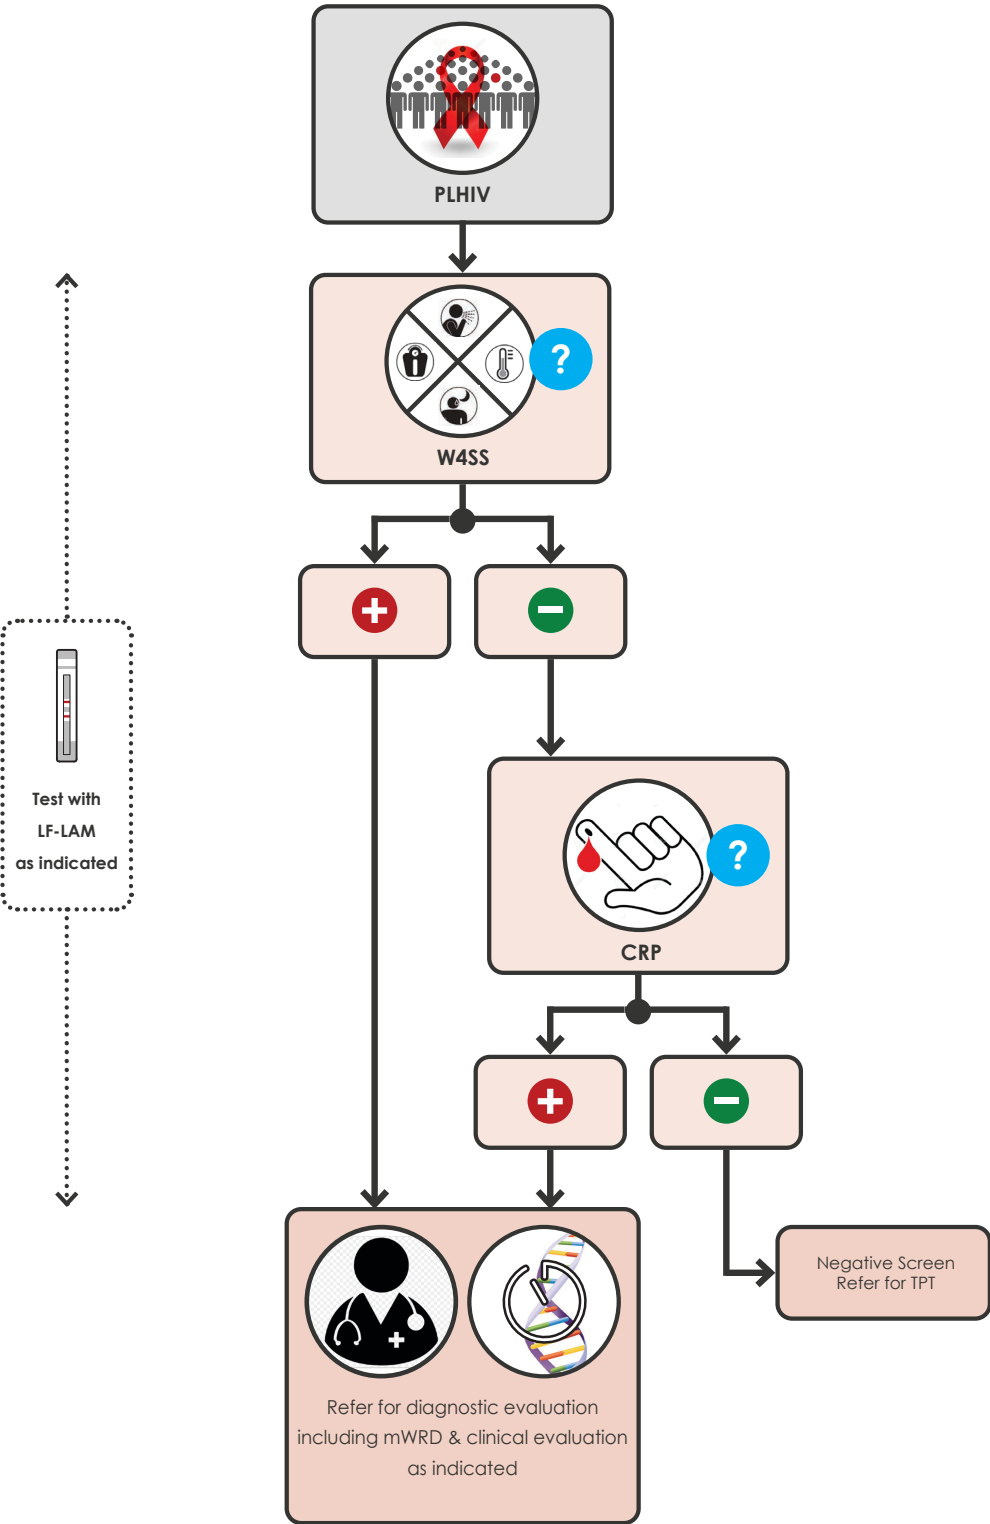 PLHIV
?
W4SS
Test with
LF-LAM
as indicated
?
CRP
Negative Screen
Refer for TPT
Refer for diagnostic evaluation
including mWRD & clinical evaluation
as indicated